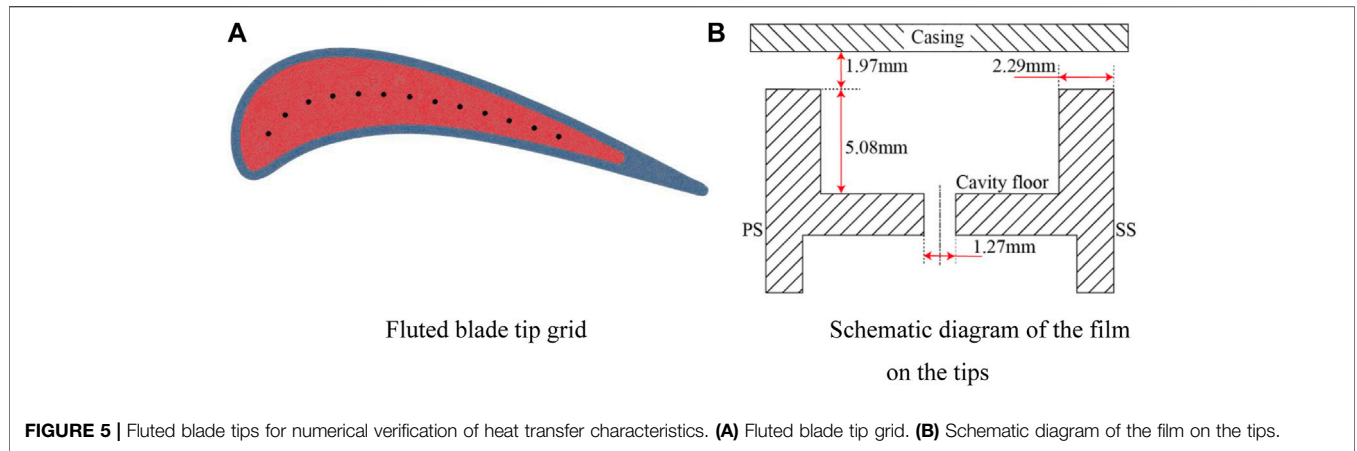 A
B
Casing
1.97mm
2.29mm
5.08mm
Cavity floor
PS
SS
1.27mm
Fluted blade tip grid
Schematic diagram of the film
on the tips
FIGURE 5 | Fluted blade tips for numerical verification of heat transfer characteristics. (A) Fluted blade tip grid. (B) Schematic diagram of the film on the tips.